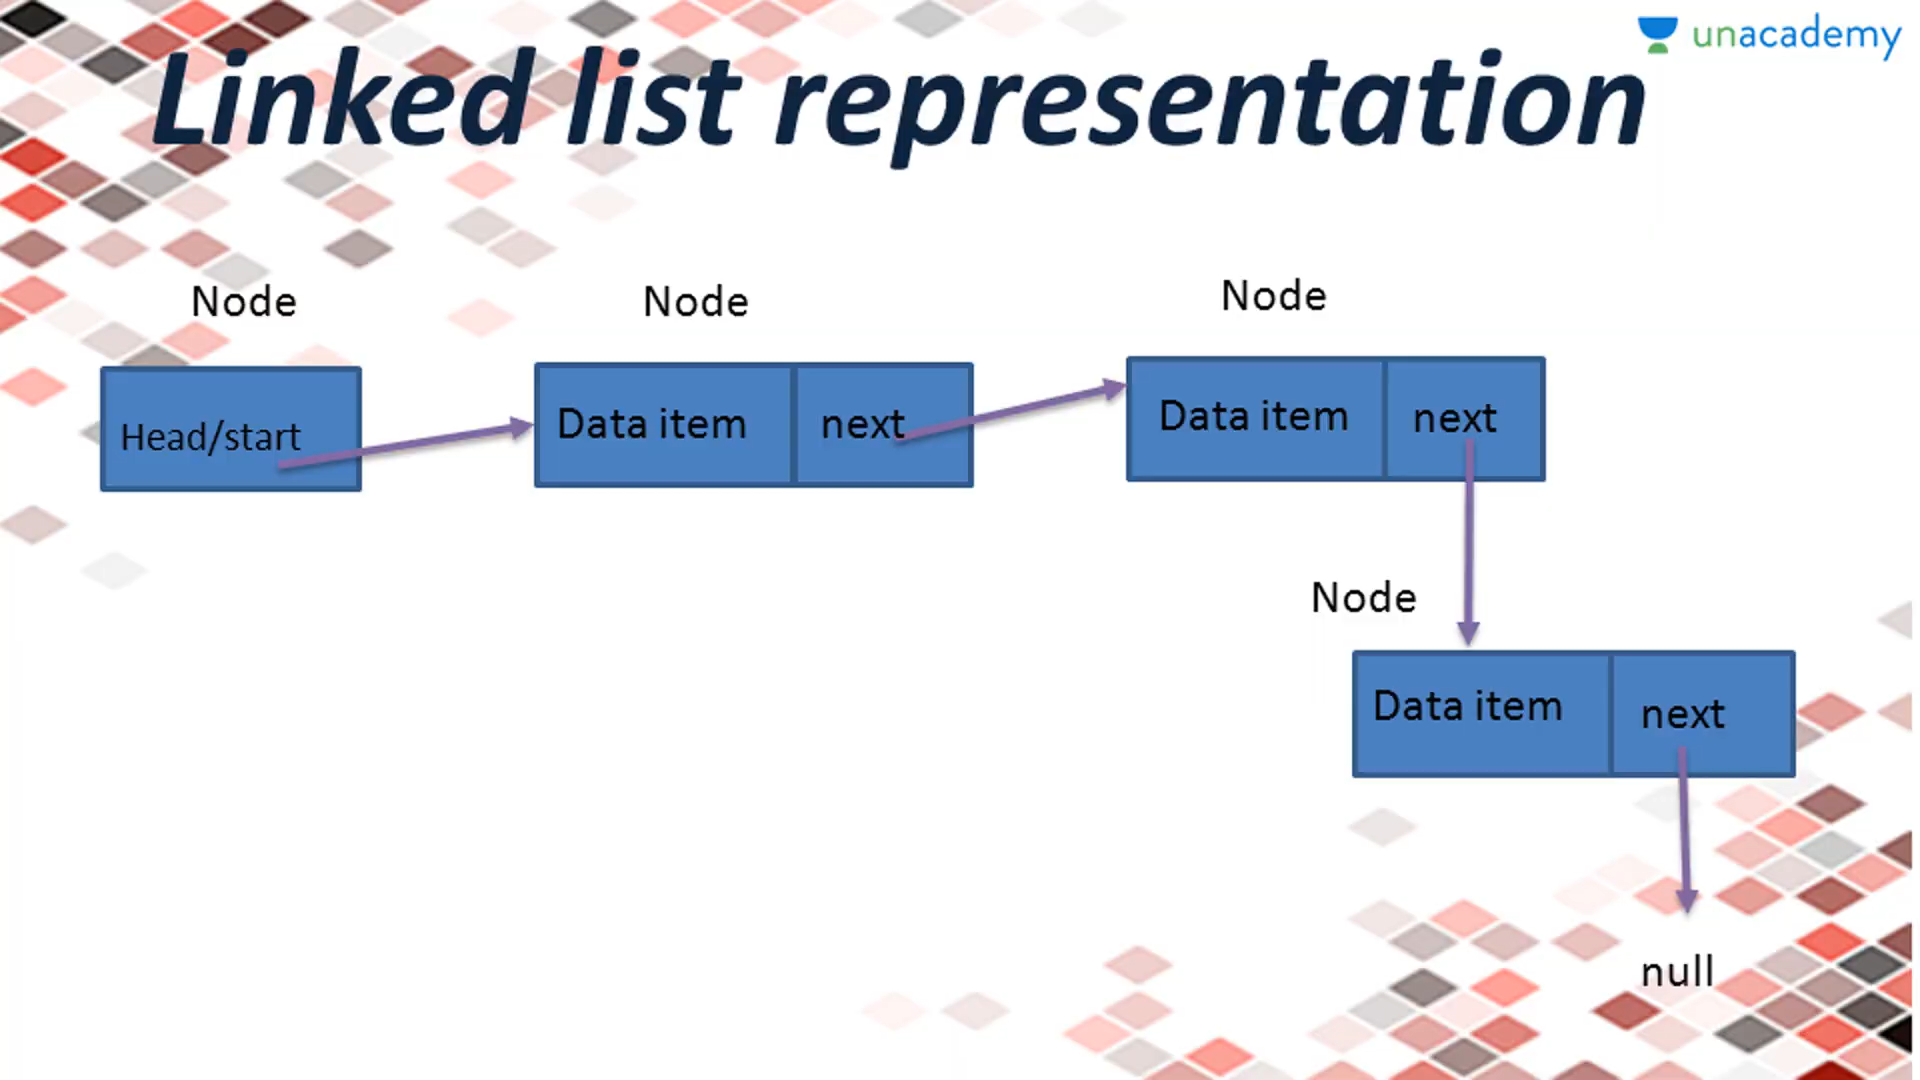 unacademy
Linked list representation
Node
Node
Node
Head/start
Data item
next
Data item
next
Node
Data item
next
null